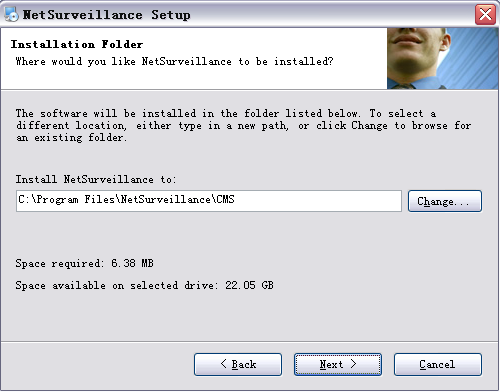 NetSurveillance Setup
Installation Folder
Where would you like NetSurveillance to be installed?
The software will be installed in the folder listed below. To select a
different location, either type in a new path, or click Change to browse for
an existing folder.
Install NetSurveillance to:
C:\Program Files\NetSurveillance\CMS
Change...
Space required: 6.38 MB
Space available on selected drive: 22.05 GB
< Back
Next >
Cancel